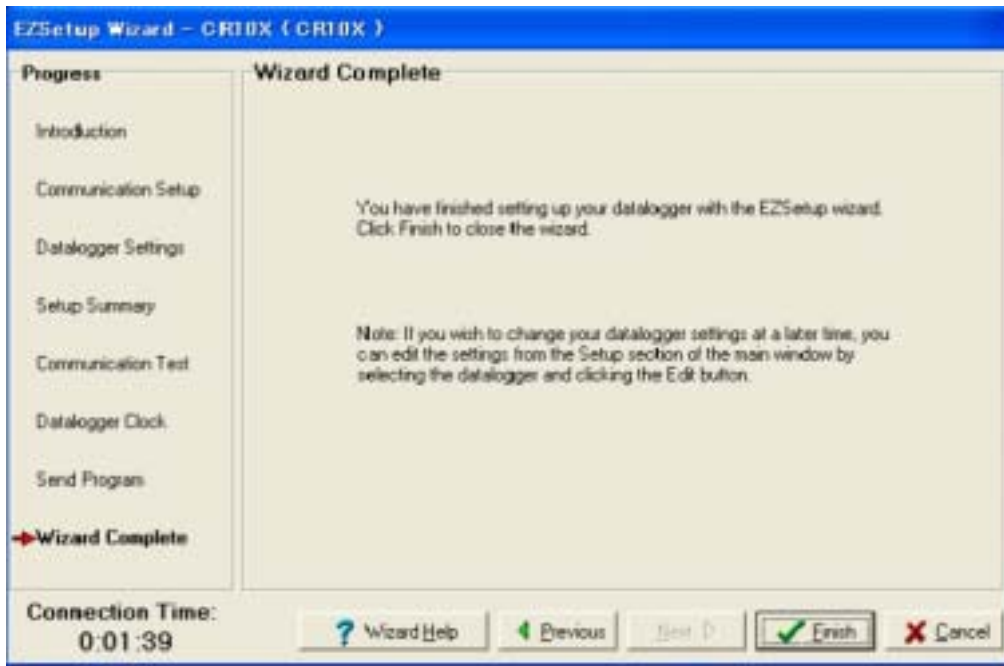 EZSetup Wizard - CR10X ( CR10X )
Progress
Introduction
Communication Setup
Datalogger Settings
Setup Summary
Communication Test
Datalogger Clock
Send Program
Wizard Complete
Wizard Complete
You have finished setting up your datalogger with the EZSetup wizard.
Click Finish to close the wizard.
Note: If you wish to change your datalogger settings at a later time, you
can edit the settings from the Setup section of the main window by
selecting the datalogger and clicking the Edit button.
Connection Time:
0:01:39
Wizard Help
Previous
Next
Finish
Cancel